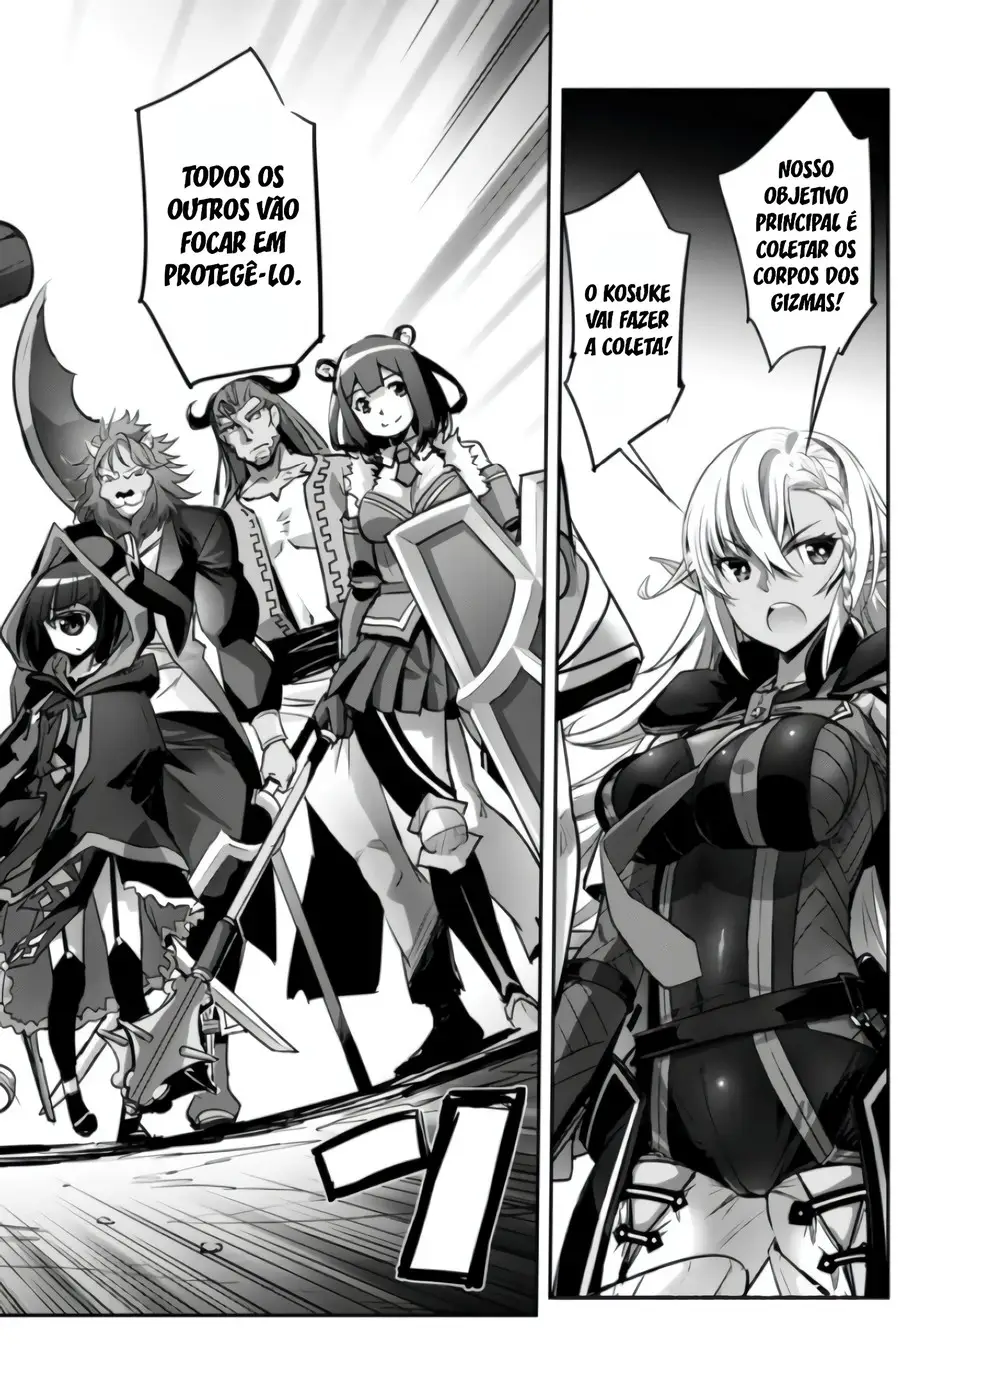 NOSSO
OBJETIVO
PRINCIPAL É
COLETAR OS
CORPOS DOS
GIZMAS!
O KOSUKE
VAI FAZER
A COLETA!
TODOS OS
OUTROS VÃO
FOCAR EM
PROTEGÊ-LO.